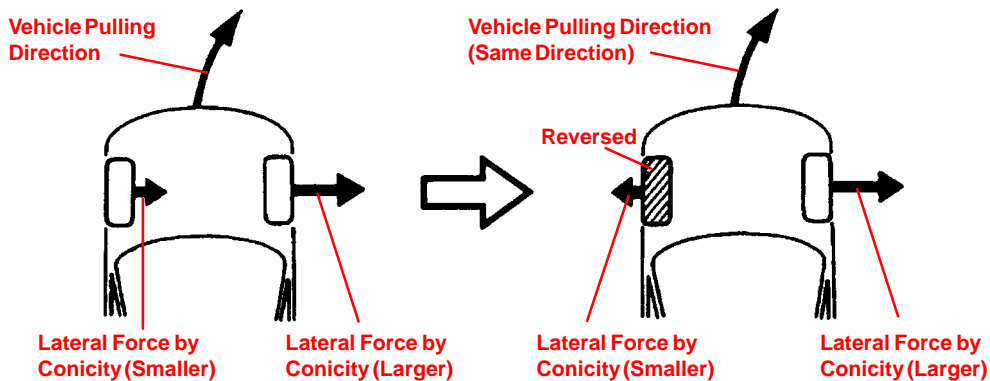 Vehicle Pulling
Direction
Vehicle Pulling Direction
(Same Direction)
Reversed
Lateral Force by
Conicity (Smaller)
Lateral Force by
Conicity (Larger)
Lateral Force by
Conicity (Smaller)
Lateral Force by
Conicity (Larger)